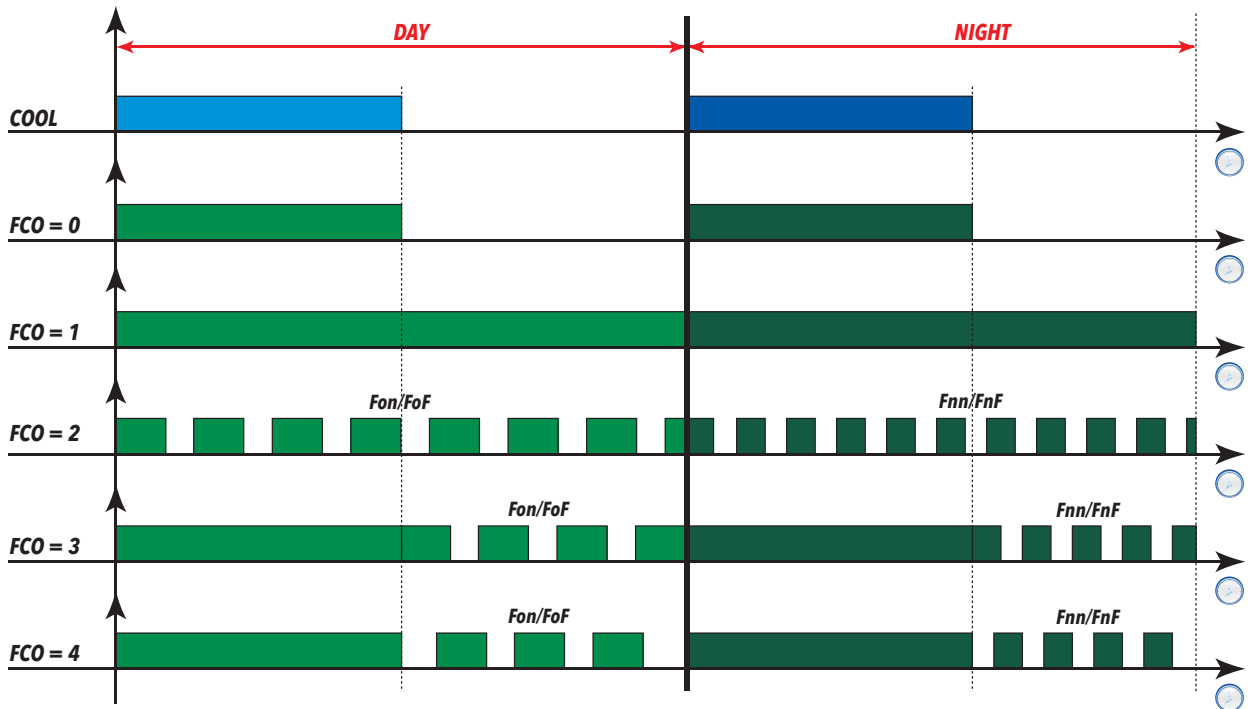 DAY
NIGHT
COOL
FCO = 0
FCO = 1
Fon/FoF
Fnn/FnF
FCO = 2
Fon/FoF
Fnn/FnF
FCO = 3
Fon/FoF
Fnn/FnF
FCO = 4